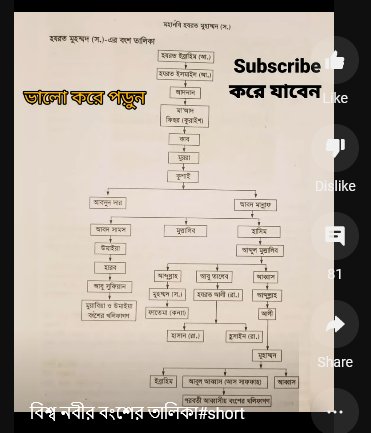 মহানবি হযরত মুহাম্মদ (স.)
হযরত মুহাম্মদ (স.)-এর বংশ তালিকা
হযরত ইব্রাহিম (আ.)
হযরত ইসমাইল (আ.)
আদনান
মা'আদ
ফিহর (কুরাইশ)
কাব
মুররা
কুশাই
Subscribe
করে যাবেন
ভালো করে পড়ুন
Like
Dislike
81
Share
আবদুদ দার
আবদ মান্নাফ
আবদ শামস
মুত্তালিব
হাসিম
উমাইয়া
আব্দুল মুত্তালিব
হারব
আবু সুফিয়ান
মুয়াবিয়া ও উমাইয়া
বংশের খলিফাগণ
আব্দুল্লাহ
আবু তালেব
আব্বাস
মুহম্মদ (স.)
হযরত আলী (রা.)
আব্দুল্লাহ
ফাতেমা (কন্যা)
আলী
হাসান (রা.)
হুসাইন (রা.)
মুহাম্মদ
ইব্রাহিম
আবুল আব্বাস (আস সাফফাহ)
আব্বাস
পরবর্তী আব্বাসীয় বংশের খলিফাগণ
বিশ্ব নবীর বংশের তালিকা#short